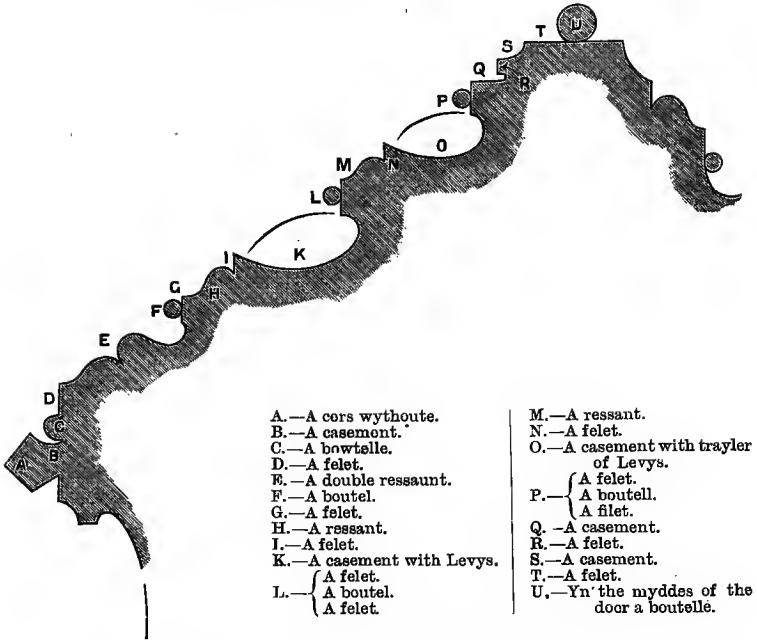 T
U
S
Q
R
P
O
M
N
L
I
K
G
H
F
E
D
C
A
B
A.—A cors wythoute.
B.—A casemont.
C.—A bowtelle.
D.—A felet.
E.—A double ressaunt.
F.—A boutel.
G.—A felet.
H.—A ressant.
I.—A felet.
K.—A casement with Levys.
L.—{ A felet.
A boutel.
A felet
M.—A ressant.
N.—A felet.
O.—A casement with trayler
of Levys.
P.—{ A felet.
A boutell.
A filet.
Q. –A casement.
R.—A felet.
S.—A casement.
T.—A felet.
U.—Yn' the myddes of the
door a boutelle.